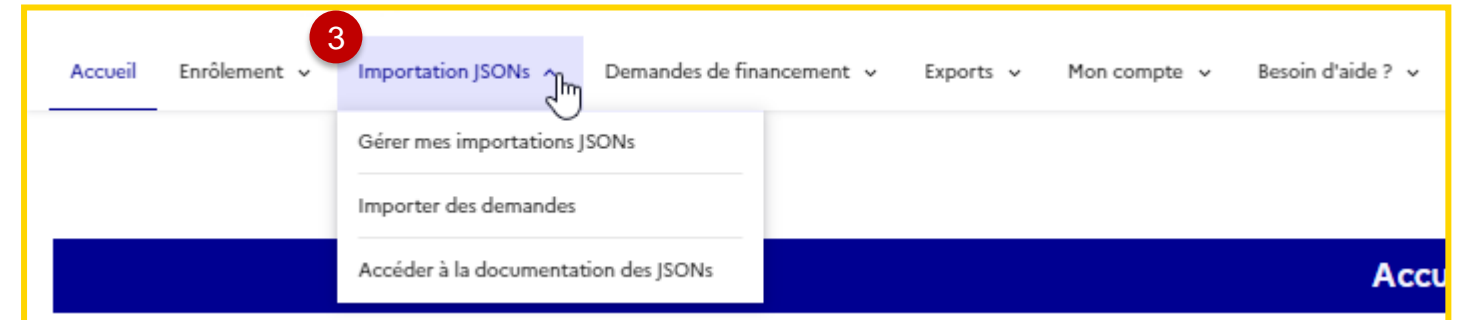 3
Accueil Enrôlement Importation JSONs Demandes de financement Exports Mon compte Besoin d'aide ?
Gérer mes importations JSONs
Importer des demandes
Accéder à la documentation des JSONs
Accu